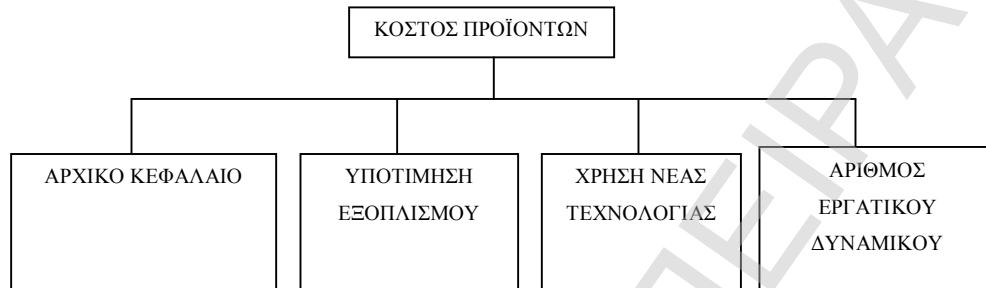 ΚΟΣΤΟΣ ΠΡΟΪΟΝΤΩΝ
ΑΡΧΙΚΟ ΚΕΦΑΛΑΙΟ
ΥΠΟΤΙΜΗΣΗ
ΕΞΟΠΛΙΣΜΟΥ
ΧΡΗΣΗ ΝΕΑΣ
ΤΕΧΝΟΛΟΓΙΑΣ
ΑΡΙΘΜΟΣ
ΕΡΓΑΤΙΚΟΥ
ΔΥΝΑΜΙΚΟΥ